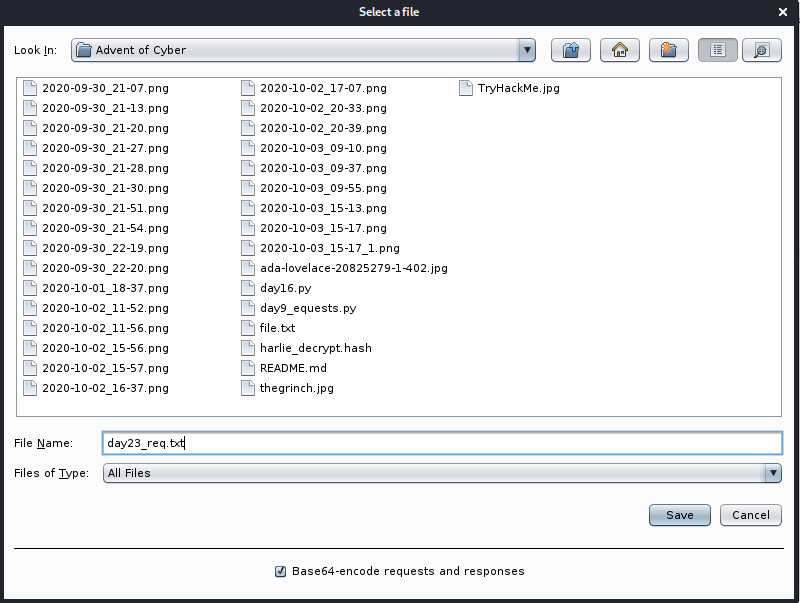 Select a file
Look In: Advent of Cyber
2020-09-30_21-07.png
2020-09-30_21-13.png
2020-09-30_21-20.png
2020-09-30_21-27.png
2020-09-30_21-28.png
2020-09-30_21-30.png
2020-09-30_21-51.png
2020-09-30_21-54.png
2020-09-30_22-19.png
2020-09-30_22-20.png
2020-10-01_18-37.png
2020-10-02_11-52.png
2020-10-02_11-56.png
2020-10-02_15-56.png
2020-10-02_15-57.png
2020-10-02_16-37.png
2020-10-02_17-07.png
2020-10-02_20-33.png
2020-10-02_20-39.png
2020-10-03_09-10.png
2020-10-03_09-37.png
2020-10-03_09-55.png
2020-10-03_15-13.png
2020-10-03_15-17.png
2020-10-03_15-17_1.png
ada-lovelace-20825279-1-402.jpg
day16.py
day9_equests.py
file.txt
harlie_decrypt.hash
README.md
thegrinch.jpg
TryHackMe.jpg
File Name: day23_req.txt
Files of Type: All Files
Save Cancel
Base64-encode requests and responses